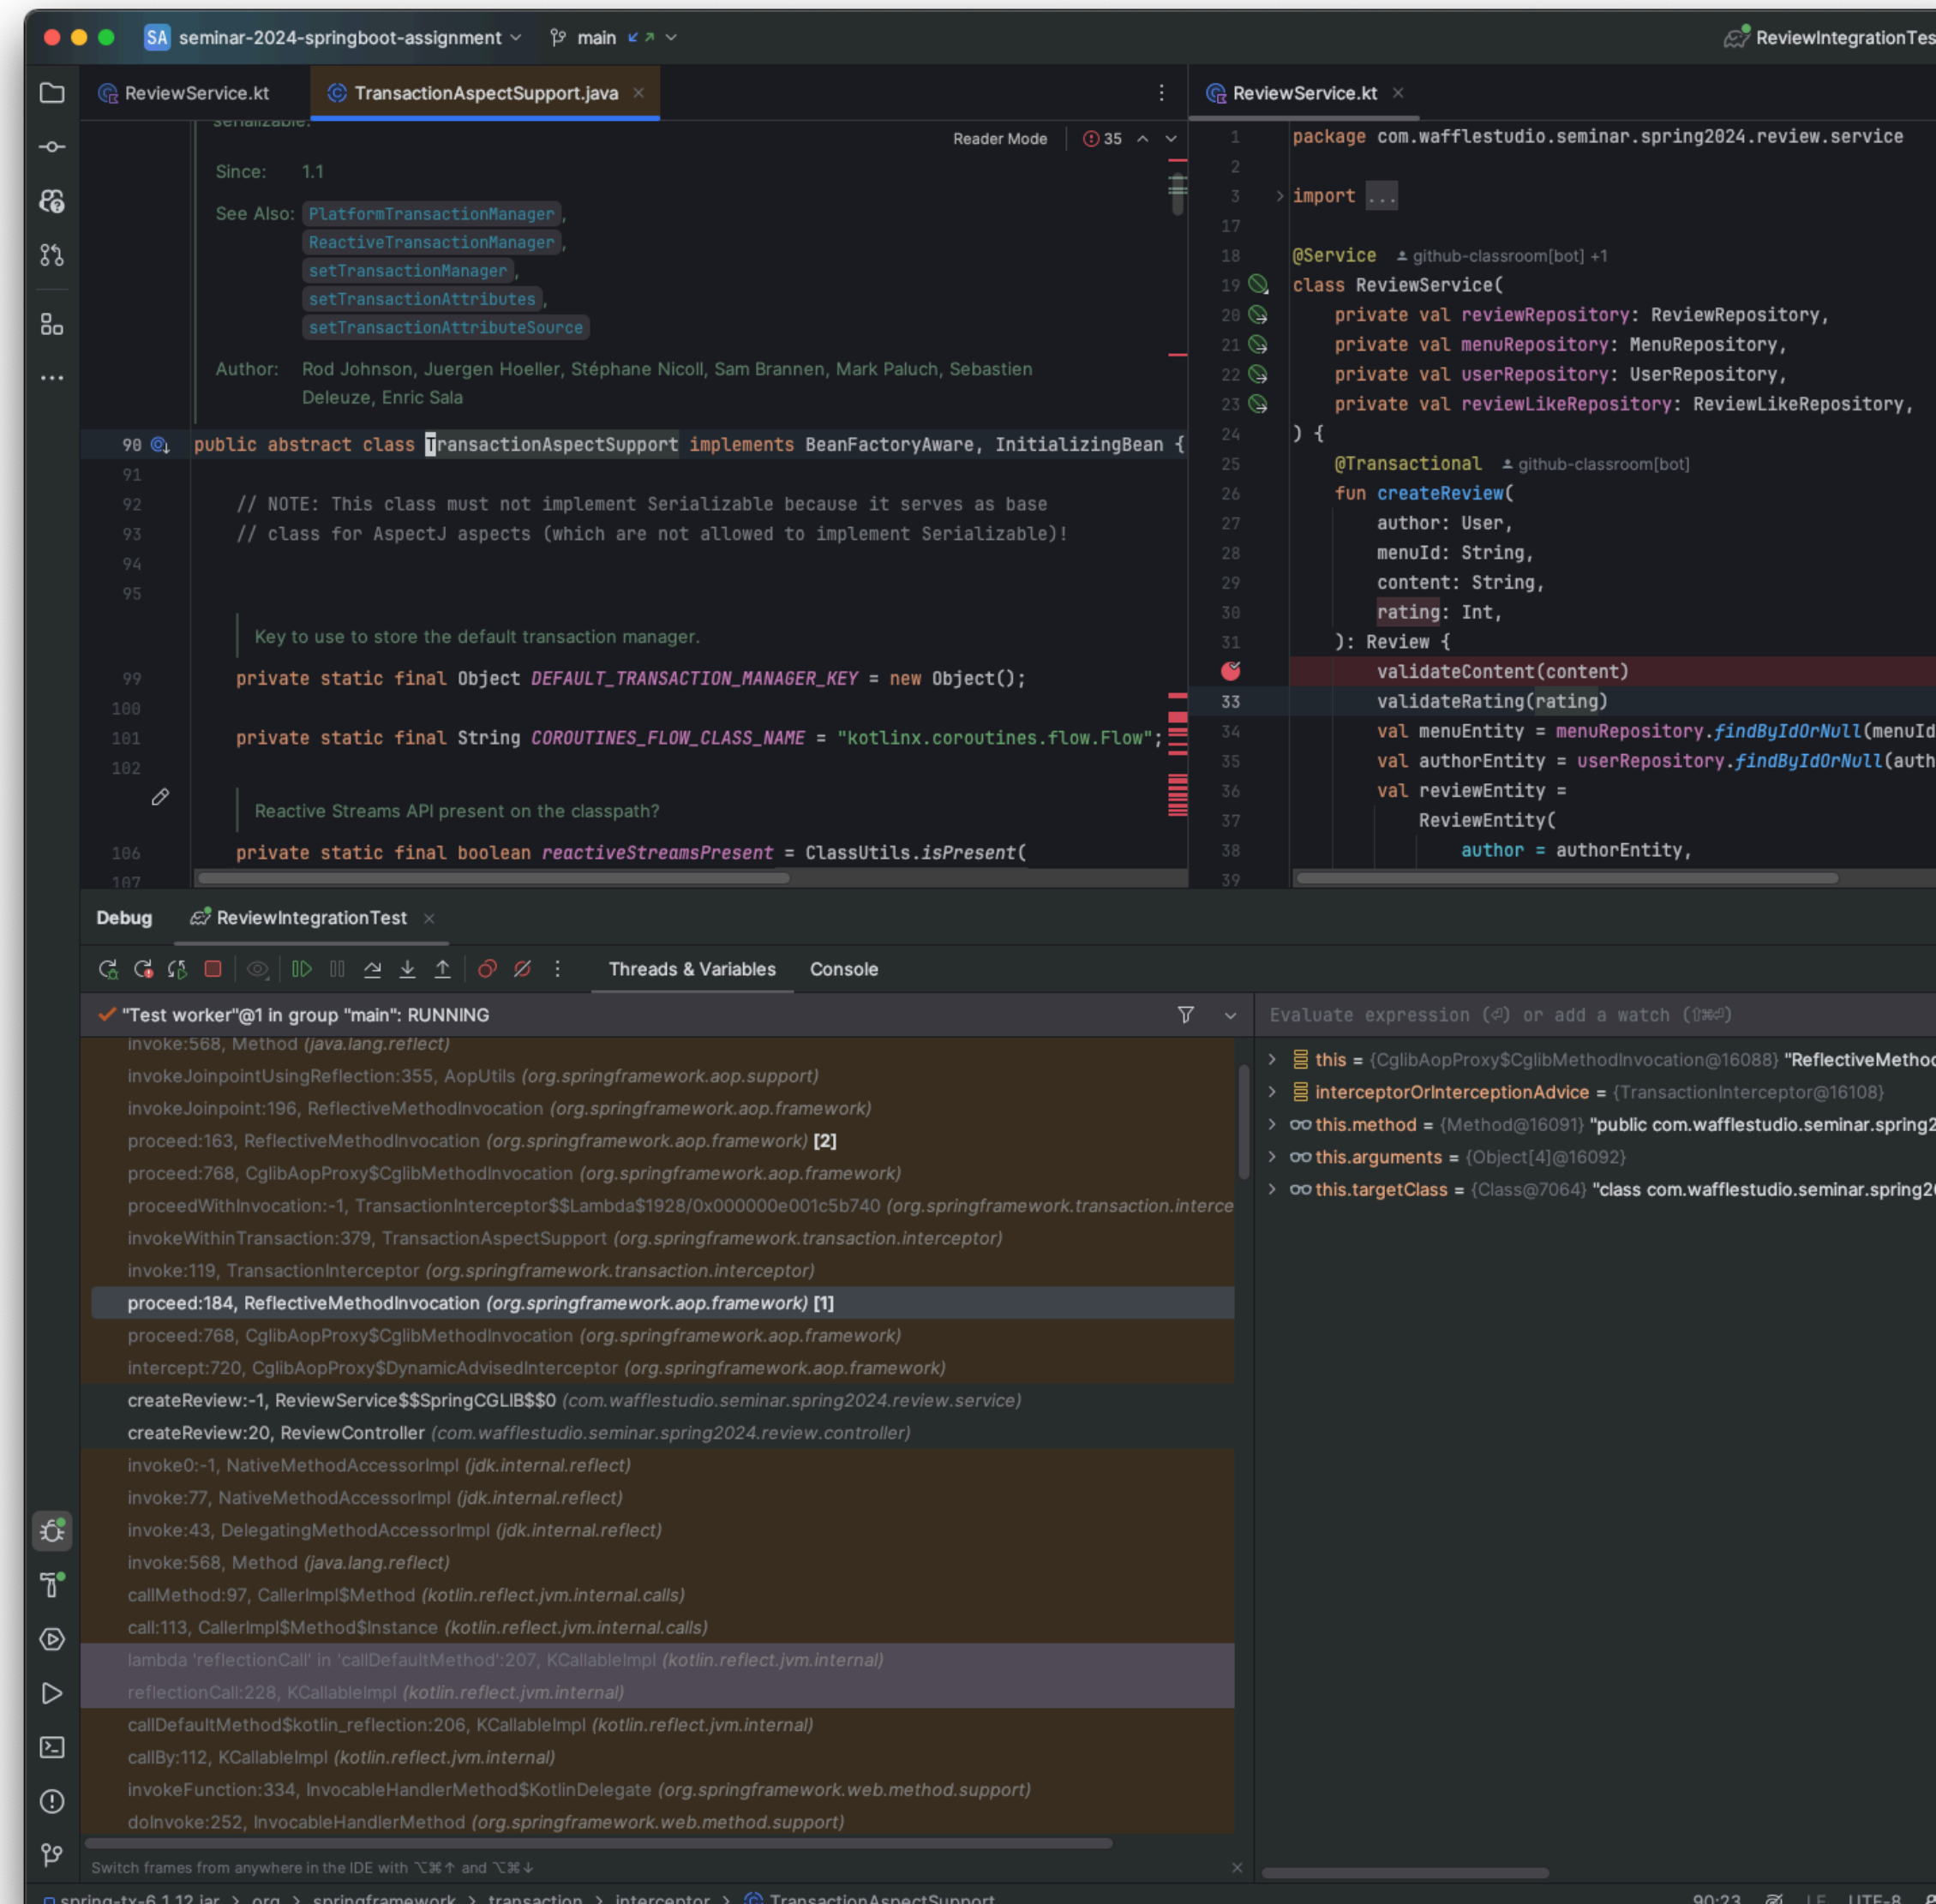 SA seminar-2024-springboot-assignment main
ReviewIntegrationTes
ReviewService.kt
TransactionAspectSupport.java
serializable.
Reader Mode 35
Since: 1.1
See Also: PlatformTransactionManager,
ReactiveTransactionManager,
setTransactionManager,
setTransactionAttributes,
setTransactionAttributeSource
Author: Rod Johnson, Juergen Hoeller, Stéphane Nicoll, Sam Brannen, Mark Paluch, Sebastien
Deleuze, Enric Sala
90 public abstract class TransactionAspectSupport implements BeanFactoryAware, InitializingBean {
91
92 // NOTE: This class must not implement Serializable because it serves as base
93 // class for AspectJ aspects (which are not allowed to implement Serializable)!
94
95
Key to use to store the default transaction manager.
99 private static final Object DEFAULT_TRANSACTION_MANAGER_KEY = new Object();
100
101 private static final String COROUTINES_FLOW_CLASS_NAME = "kotlinx.coroutines.flow.Flow";
102
Reactive Streams API present on the classpath?
106 private static final boolean reactiveStreamsPresent = ClassUtils.isPresent(
107
ReviewService.kt
1 package com.wafflestudio.seminar.spring2024.review.service
2
3 import ...
17
18 @Service github-classroom[bot] +1
19 class ReviewService(
20 private val reviewRepository: ReviewRepository,
21 private val menuRepository: MenuRepository,
22 private val userRepository: UserRepository,
23 private val reviewLikeRepository: ReviewLikeRepository,
24 ) {
25 @Transactional github-classroom[bot]
26 fun createReview(
27 author: User,
28 menuId: String,
29 content: String,
30 rating: Int,
31 ): Review {
validateContent(content)
33 validateRating(rating)
34 val menuEntity = menuRepository.findByIdOrNull(menuId
35 val authorEntity = userRepository.findByIdOrNull(auth
36 val reviewEntity =
37 ReviewEntity(
38 author = authorEntity,
39
Debug ReviewIntegrationTest
Threads & Variables Console
"Test worker"@1 in group "main": RUNNING
invoke:568, Method (java.lang.reflect)
invokeJoinpointUsingReflection:355, AopUtils (org.springframework.aop.support)
invokeJoinpoint:196, ReflectiveMethodInvocation (org.springframework.aop.framework)
proceed:163, ReflectiveMethodInvocation (org.springframework.aop.framework) [2]
proceed:768, CglibAopProxy$CglibMethodInvocation (org.springframework.aop.framework)
proceedWithInvocation:-1, TransactionInterceptor$$Lambda$1928/0x000000e001c5b740 (org.springframework.transaction.interce
invokeWithinTransaction:379, TransactionAspectSupport (org.springframework.transaction.interceptor)
invoke:119, TransactionInterceptor (org.springframework.transaction.interceptor)
proceed:184, ReflectiveMethodInvocation (org.springframework.aop.framework) [1]
proceed:768, CglibAopProxy$CglibMethodInvocation (org.springframework.aop.framework)
intercept:720, CglibAopProxy$DynamicAdvisedInterceptor (org.springframework.aop.framework)
createReview:-1, ReviewService$$SpringCGLIB$$0 (com.wafflestudio.seminar.spring2024.review.service)
createReview:20, ReviewController (com.wafflestudio.seminar.spring2024.review.controller)
invoke0:-1, NativeMethodAccessorImpl (jdk.internal.reflect)
invoke:77, NativeMethodAccessorImpl (jdk.internal.reflect)
invoke:43, DelegatingMethodAccessorImpl (jdk.internal.reflect)
invoke:568, Method (java.lang.reflect)
callMethod:97, CallerImpl$Method (kotlin.reflect.jvm.internal.calls)
call:113, CallerImpl$Method$Instance (kotlin.reflect.jvm.internal.calls)
lambda 'reflectionCall' in 'callDefaultMethod':207, KCallableImpl (kotlin.reflect.jvm.internal)
reflectionCall:228, KCallableImpl (kotlin.reflect.jvm.internal)
callDefaultMethod$kotlin_reflection:206, KCallableImpl (kotlin.reflect.jvm.internal)
callBy:112, KCallableImpl (kotlin.reflect.jvm.internal)
invokeFunction:334, InvocableHandlerMethod$KotlinDelegate (org.springframework.web.method.support)
doInvoke:252, InvocableHandlerMethod (org.springframework.web.method.support)
Switch frames from anywhere in the IDE with ⌥⌘↑ and ⌥⌘↓
Evaluate expression (⏎) or add a watch (⇧⌘⏎)
this = {CglibAopProxy$CglibMethodInvocation@16088} "ReflectiveMethod
interceptorOrInterceptionAdvice = {TransactionInterceptor@16108}
this.method = {Method@16091} "public com.wafflestudio.seminar.spring2
this.arguments = {Object[4]@16092}
this.targetClass = {Class@7064} "class com.wafflestudio.seminar.spring20
spring-tx-6.1.12.jar > org > springframework > transaction > interceptor > TransactionAspectSupport
90:23 LF UTF-8